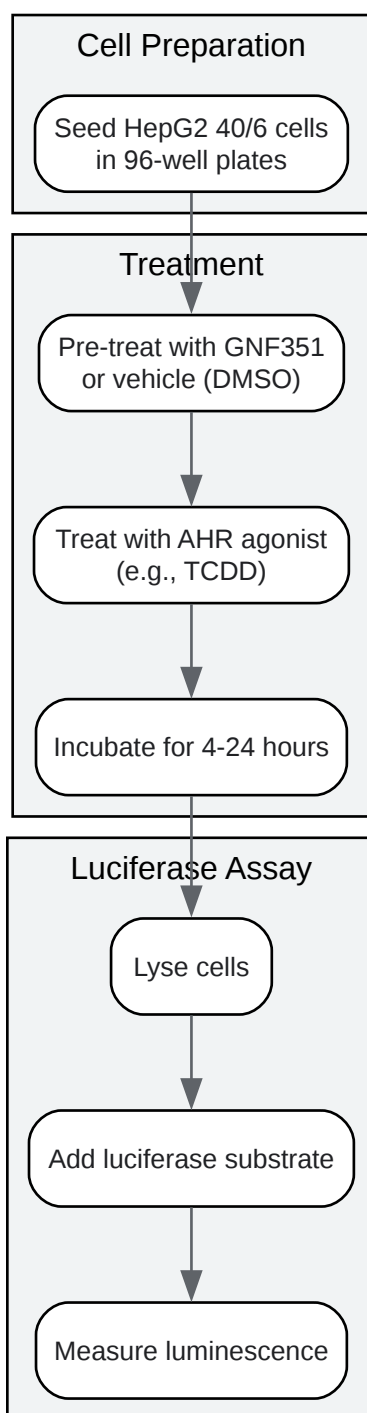 Cell Preparation
Seed HepG2 40/6 cells
in 96-well plates
Treatment
Pre-treat with GNF351
or vehicle (DMSO)
Treat with AHR agonist
(e.g., TCDD)
Incubate for 4-24 hours
Luciferase Assay
Lyse cells
Add luciferase substrate
Measure luminescence